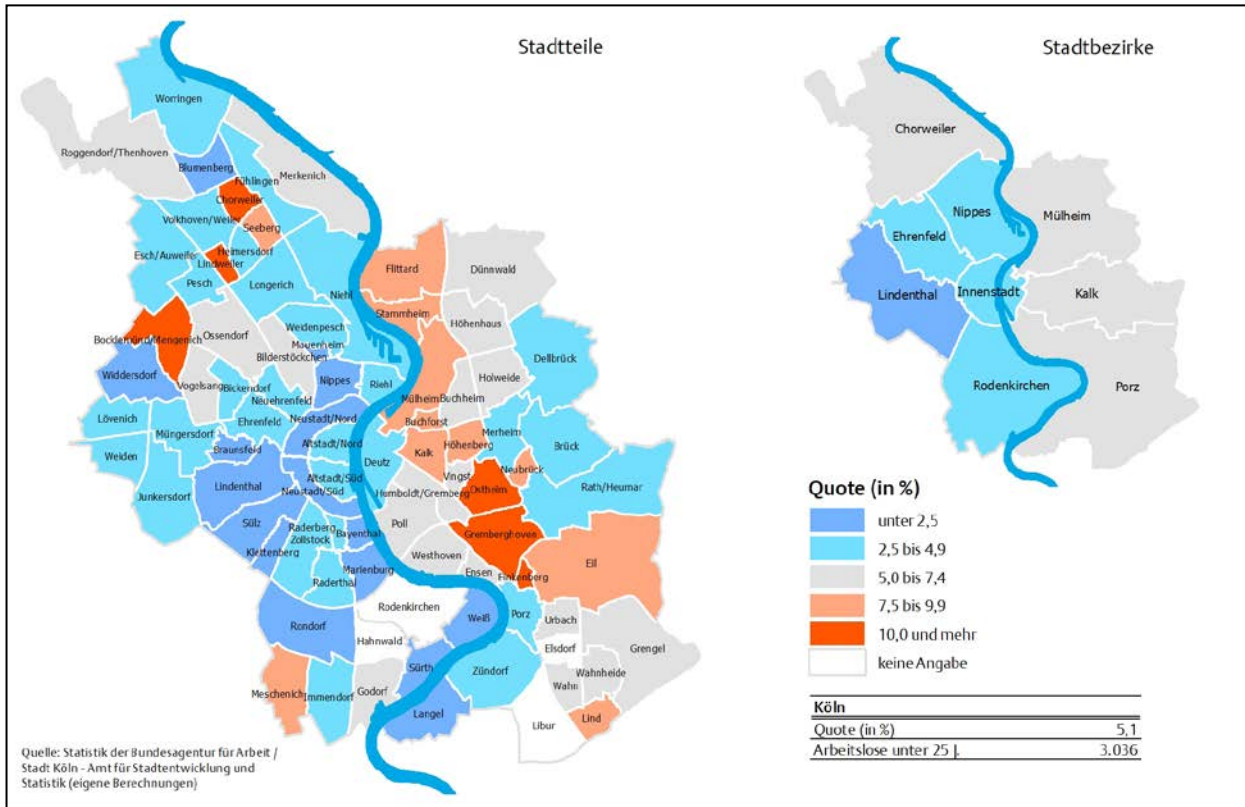 Stadtteile
Worringen
Roggendorf/Thenhoven
Blumenberg
Fühlingen
Merkenich
Chorweiler
Volkhoven/Weiler
Seeberg
Esch/Auweiler
Heimersdorf
Lindweiler
Pesch
Longerich
Niehl
Flittard
Dünnwald
Stammheim
Höhenhaus
Bocklemünd/Mengenich
Ossendorf
Weidenpesch
Mauenheim
Bilderstöckchen
Dellbrück
Widdersdorf
Vogelsang
Bickendorf
Nippes
Riehl
Holweide
Neuehrenfeld
Mülheim
Buchheim
Lövenich
Müngersdorf
Ehrenfeld
Neustadt/Nord
Buchforst
Merheim
Weiden
Braunsfeld
Altstadt/Nord
Kalk
Höhenberg
Brück
Deutz
Neubrück
Junkersdorf
Lindenthal
Altstadt/Süd
Neustadt/Süd
Vingst
Ostheim
Rath/Heumar
Humboldt/Gremberg
Sülz
Raderberg
Zollstock
Bayenthal
Poll
Gremberghoven
Klettenberg
Westhoven
Eil
Raderthal
Marienburg
Ensen
Finkenberg
Rodenkirchen
Rondorf
Weiß
Porz
Urbach
Hahnwald
Elsdorf
Grengel
Sürth
Zündorf
Wahnheide
Wahn
Meschenich
Immendorf
Godorf
Langel
Libur
Lind
Quelle: Statistik der Bundesagentur für Arbeit /
Stadt Köln - Amt für Stadtentwicklung und
Statistik (eigene Berechnungen)
Stadtbezirke
Chorweiler
Nippes
Mülheim
Ehrenfeld
Lindenthal
Innenstadt
Kalk
Rodenkirchen
Porz
Quote (in %)
unter 2,5
2,5 bis 4,9
5,0 bis 7,4
7,5 bis 9,9
10,0 und mehr
keine Angabe
Köln
Quote (in %) 5,1
Arbeitslose unter 25 J. 3.036